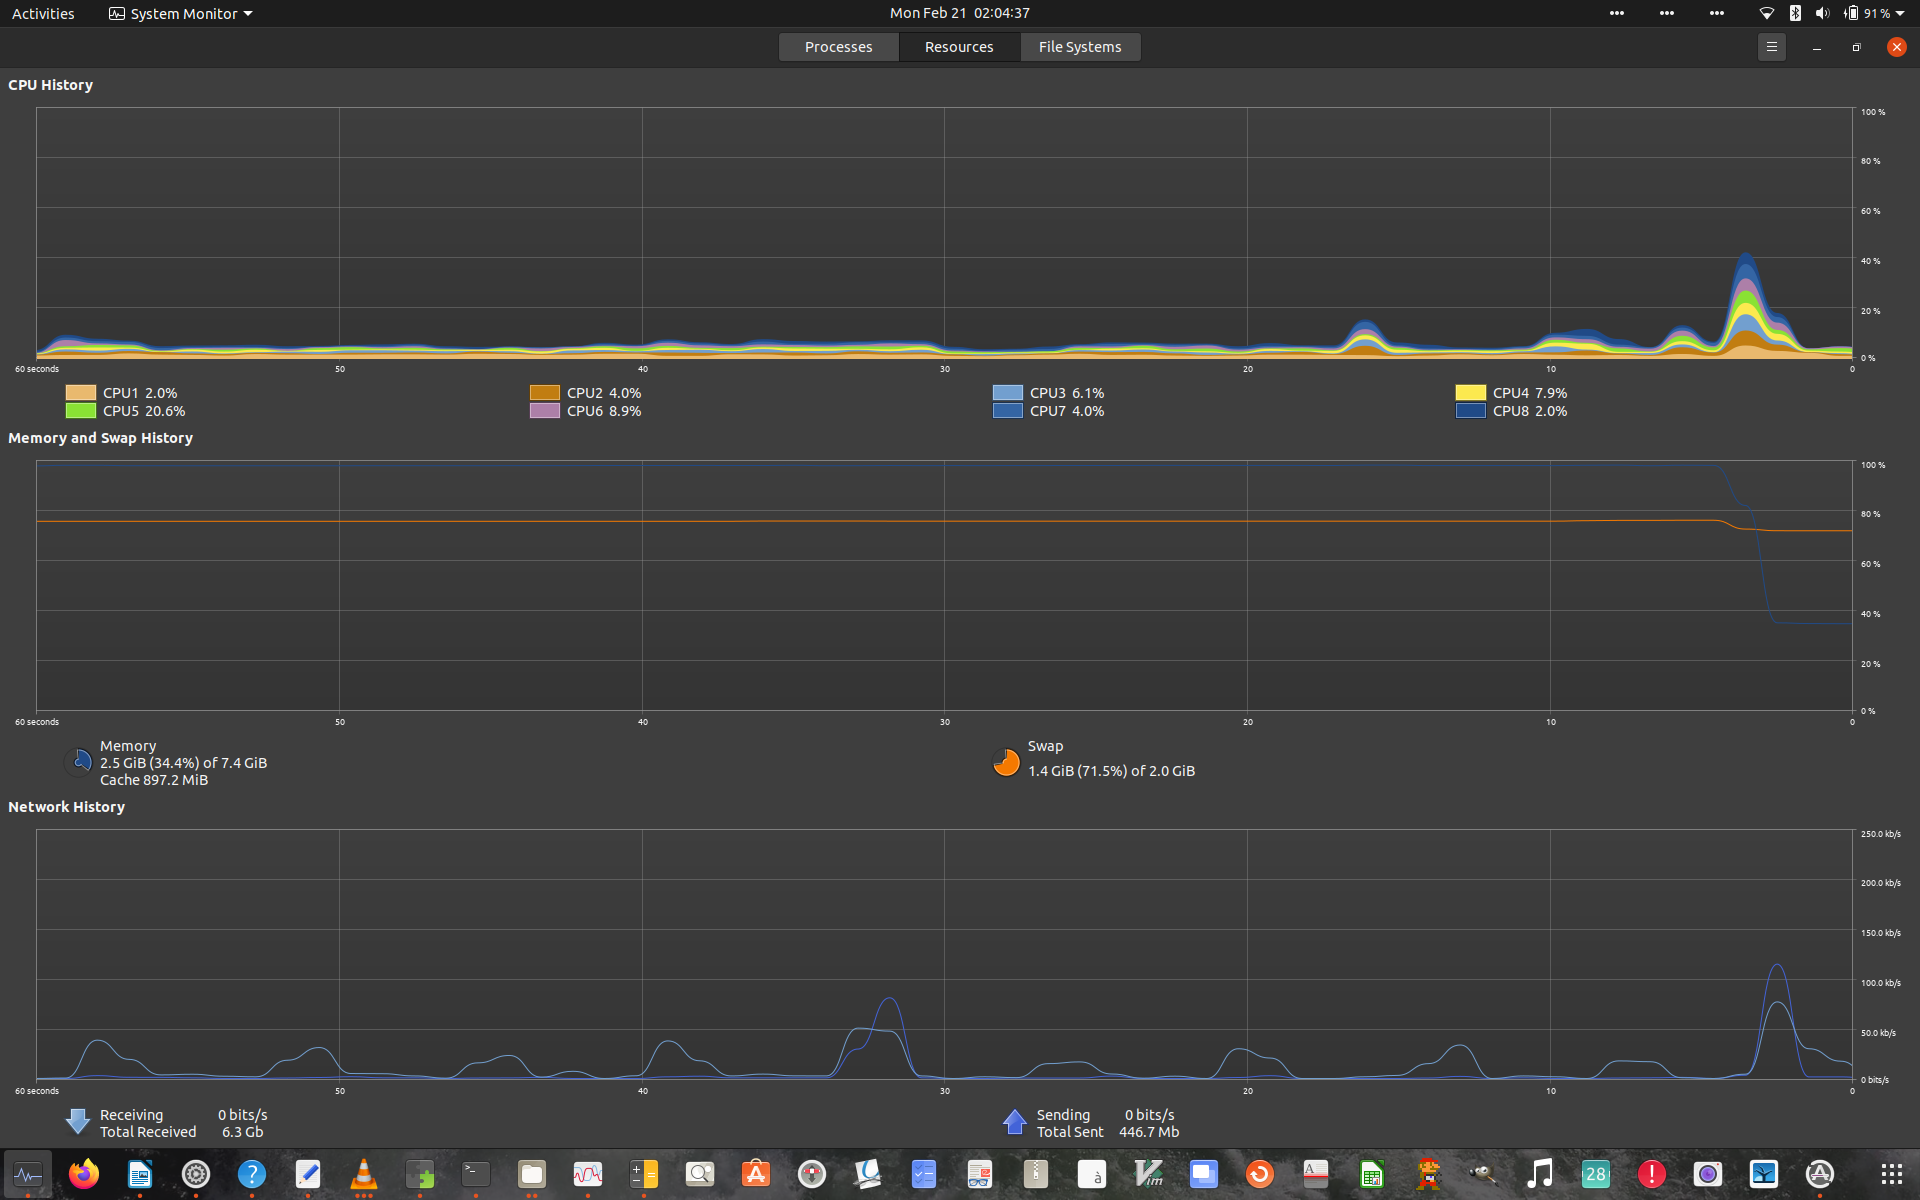 Activities System Monitor Mon Feb 21 02:04:37 91 %
Processes Resources File Systems
CPU History
100 %
80 %
60 %
40 %
20 %
0 %
60 seconds 50 40 30 20 10 0
CPU1 2.0% CPU2 4.0% CPU3 6.1% CPU4 7.9%
CPU5 20.6% CPU6 8.9% CPU7 4.0% CPU8 2.0%
Memory and Swap History
100 %
80 %
60 %
40 %
20 %
0 %
60 seconds 50 40 30 20 10 0
Memory Swap
2.5 GiB (34.4%) of 7.4 GiB 1.4 GiB (71.5%) of 2.0 GiB
Cache 897.2 MiB
Network History
250.0 kb/s
200.0 kb/s
150.0 kb/s
100.0 kb/s
50.0 kb/s
0 bits/s
60 seconds 50 40 30 20 10 0
Receiving 0 bits/s Sending 0 bits/s
Total Received 6.3 Gb Total Sent 446.7 Mb
? >_ à Vim A 28 !